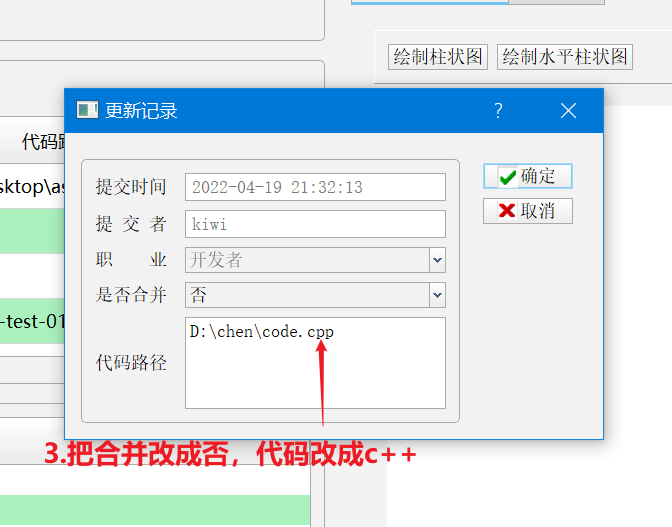 绘制柱状图 绘制水平柱状图
更新记录
代码路
提交时间 2022-04-19 21:32:13
确定
sktop\as
提 交 者 kiwi
取消
职 业 开发者
是否合并 否
-test-01
代码路径 D:\chen\code.cpp
3.把合并改成否，代码改成c++